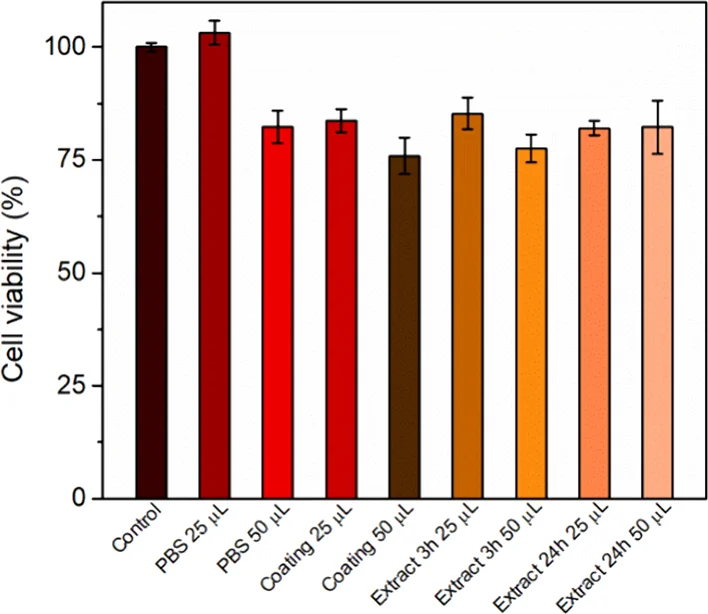 Cell viability (%)
100
75
50
25
0
Control
PBS 25 µL
PBS 50 µL
Coating 25 µL
Coating 50 µL
Extract 3h 25 µL
Extract 3h 50 µL
Extract 24h 25 µL
Extract 24h 50 µL